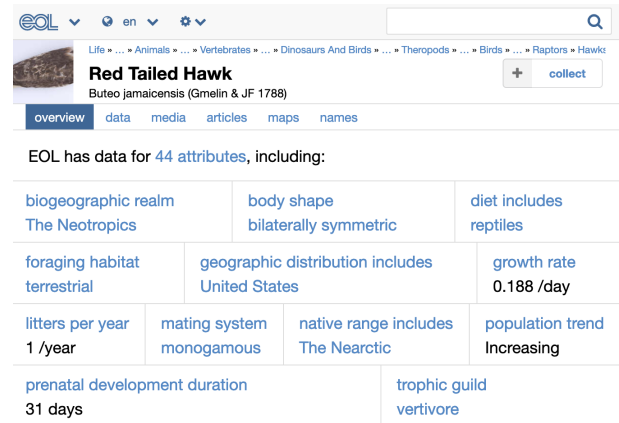 EOL en
Life » ... » Animals » ... » Vertebrates » ... » Dinosaurs And Birds » ... » Theropods » ... » Birds » ... » Raptors » Hawks
Red Tailed Hawk
Buteo jamaicensis (Gmelin & JF 1788)
+ collect
overview data media articles maps names
EOL has data for 44 attributes, including:
biogeographic realm body shape diet includes
The Neotropics bilaterally symmetric reptiles
foraging habitat geographic distribution includes growth rate
terrestrial United States 0.188 /day
litters per year mating system native range includes population trend
1 /year monogamous The Nearctic Increasing
prenatal development duration trophic guild
31 days vertivore